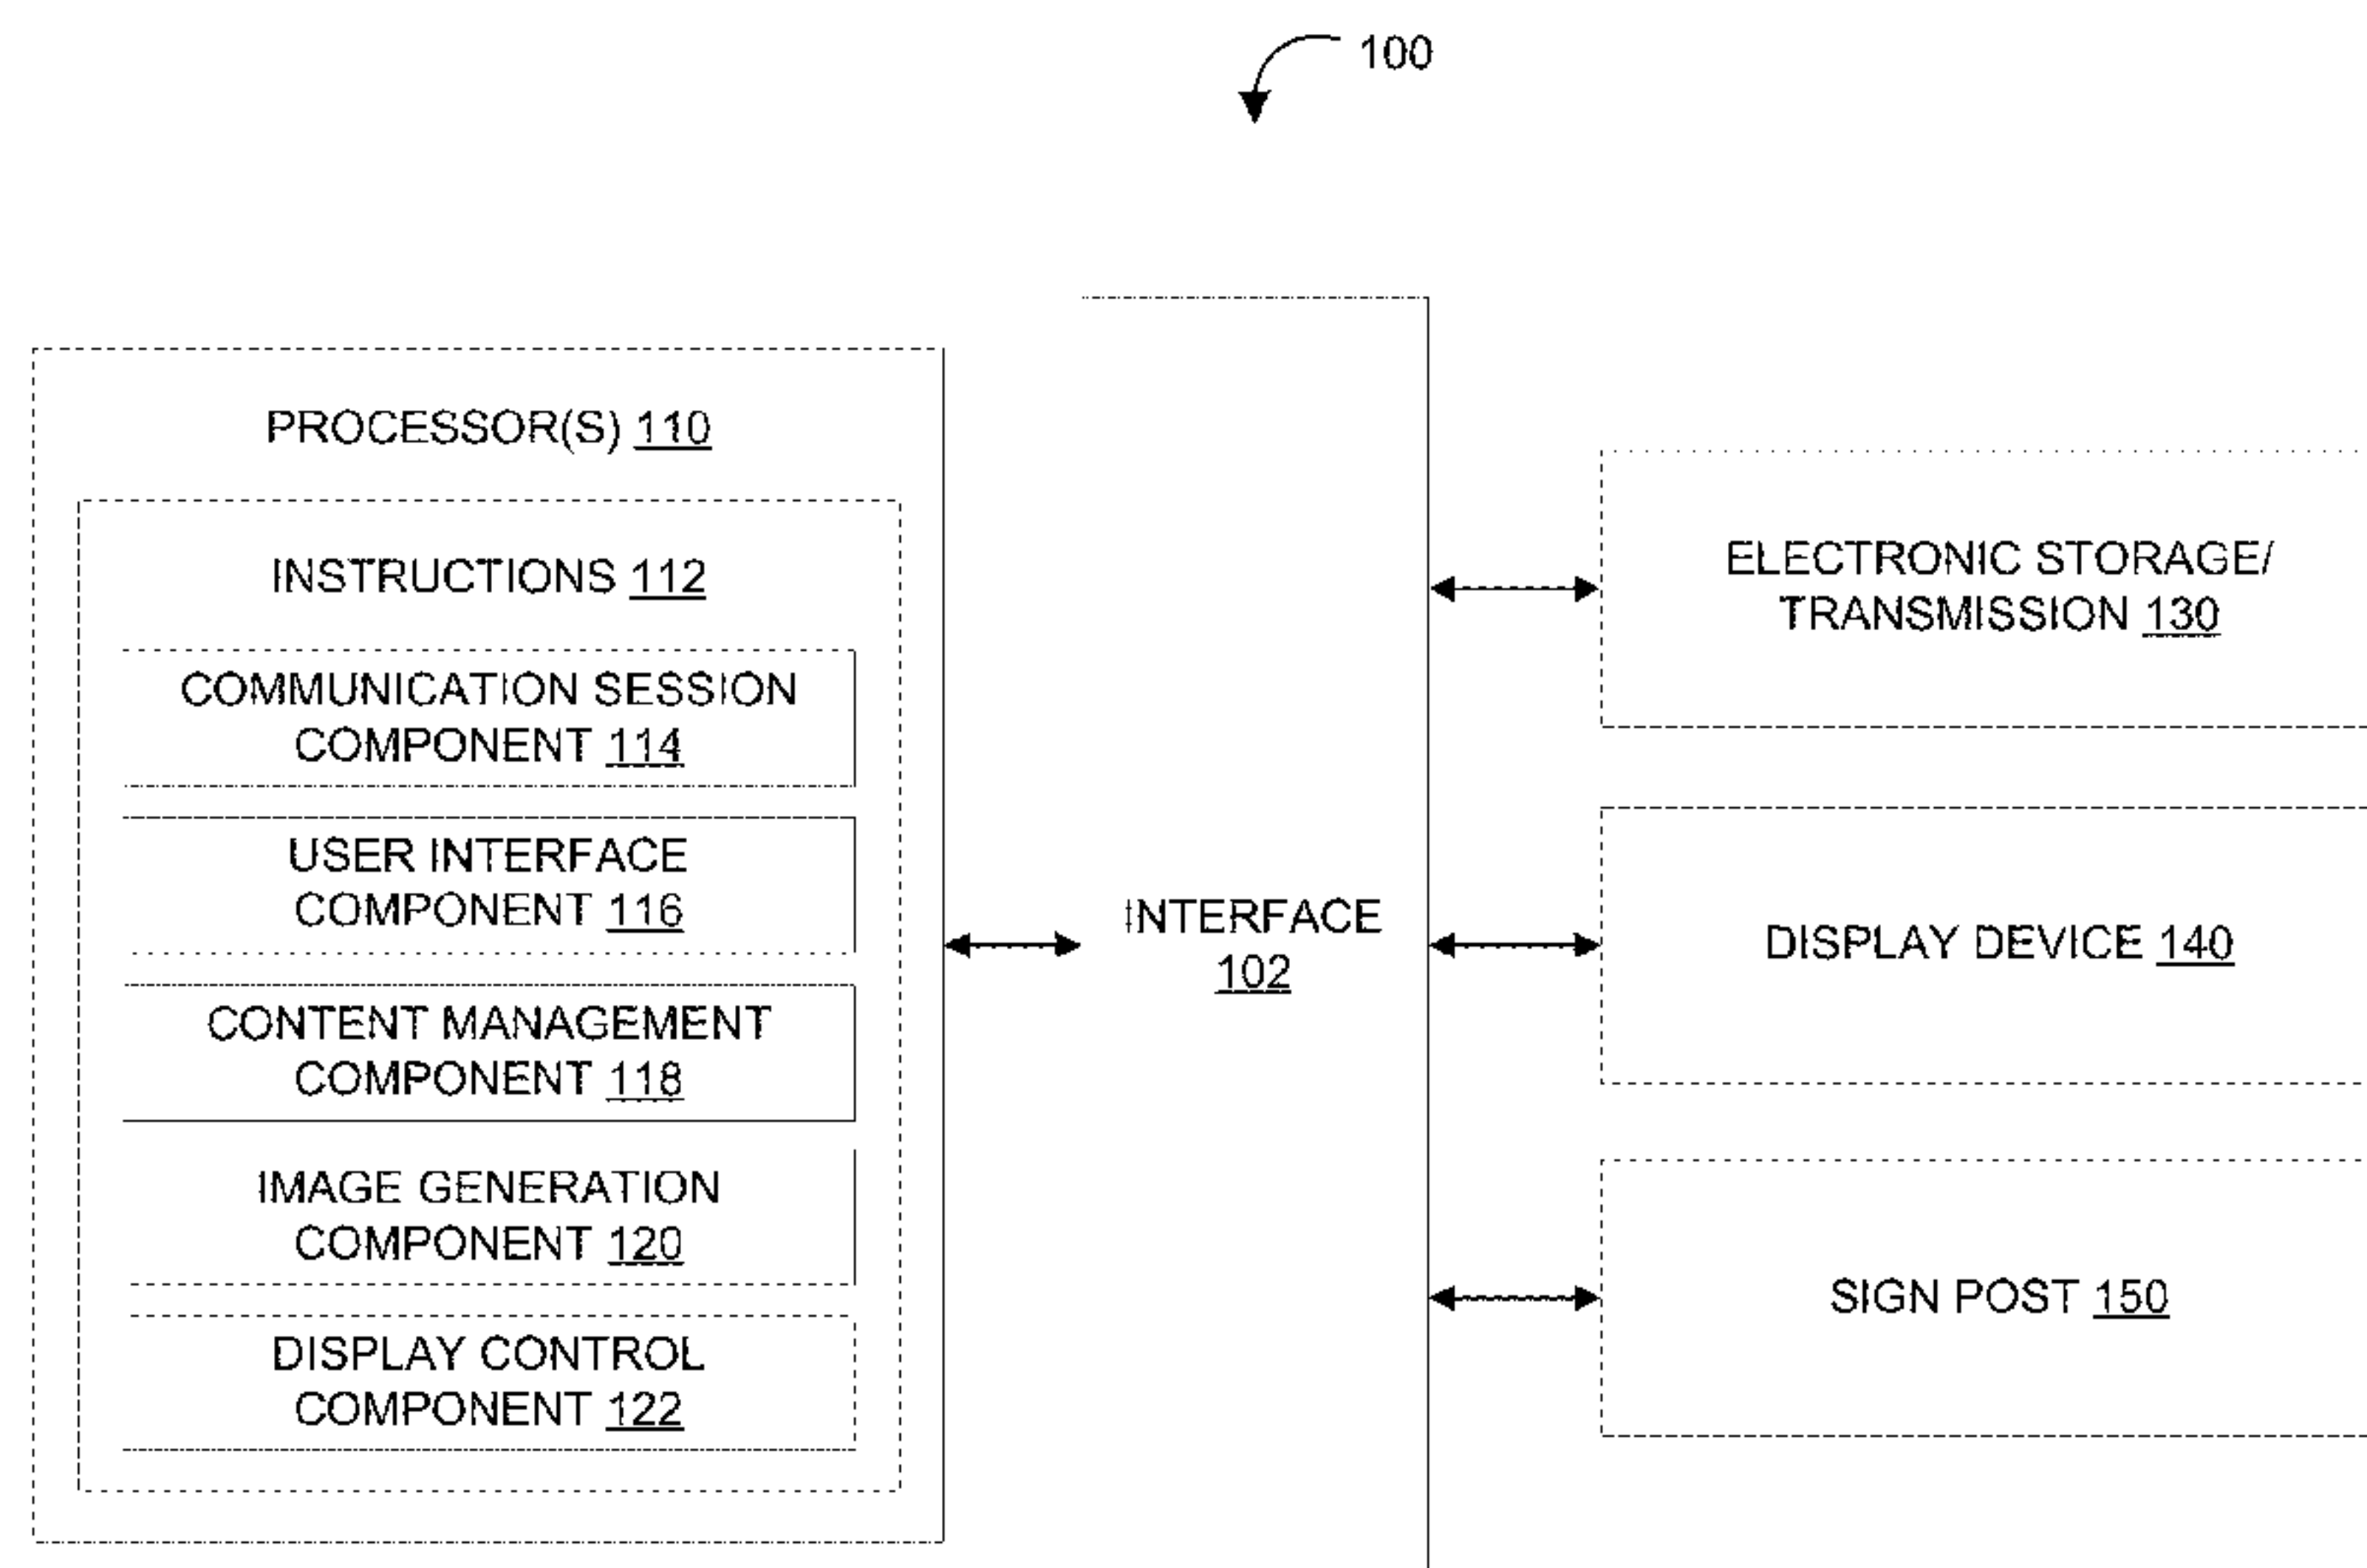 100
PROCESSOR(S) 110
INSTRUCTIONS 112
COMMUNICATION SESSION
COMPONENT 114
USER INTERFACE
COMPONENT 116
CONTENT MANAGEMENT
COMPONENT 118
IMAGE GENERATION
COMPONENT 120
DISPLAY CONTROL
COMPONENT 122
INTERFACE
102
ELECTRONIC STORAGE/
TRANSMISSION 130
DISPLAY DEVICE 140
SIGN POST 150